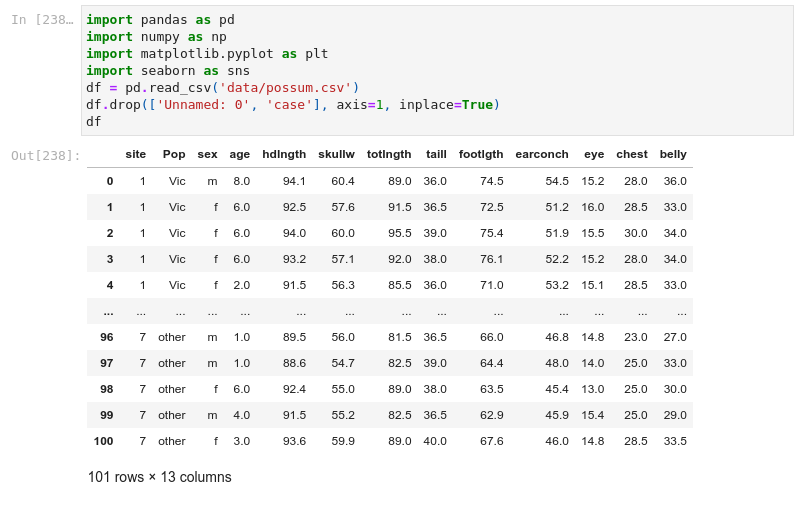 In [238…
import pandas as pd
import numpy as np
import matplotlib.pyplot as plt
import seaborn as sns
df = pd.read_csv('data/possum.csv')
df.drop(['Unnamed: 0', 'case'], axis=1, inplace=True)
df
Out[238]:
site Pop sex age hdlngth skullw totlngth taill footlgth earconch eye chest belly
0 1 Vic m 8.0 94.1 60.4 89.0 36.0 74.5 54.5 15.2 28.0 36.0
1 1 Vic f 6.0 92.5 57.6 91.5 36.5 72.5 51.2 16.0 28.5 33.0
2 1 Vic f 6.0 94.0 60.0 95.5 39.0 75.4 51.9 15.5 30.0 34.0
3 1 Vic f 6.0 93.2 57.1 92.0 38.0 76.1 52.2 15.2 28.0 34.0
4 1 Vic f 2.0 91.5 56.3 85.5 36.0 71.0 53.2 15.1 28.5 33.0
... ... ... ... ... ... ... ... ... ... ... ... ... ...
96 7 other m 1.0 89.5 56.0 81.5 36.5 66.0 46.8 14.8 23.0 27.0
97 7 other m 1.0 88.6 54.7 82.5 39.0 64.4 48.0 14.0 25.0 33.0
98 7 other f 6.0 92.4 55.0 89.0 38.0 63.5 45.4 13.0 25.0 30.0
99 7 other m 4.0 91.5 55.2 82.5 36.5 62.9 45.9 15.4 25.0 29.0
100 7 other f 3.0 93.6 59.9 89.0 40.0 67.6 46.0 14.8 28.5 33.5
101 rows × 13 columns